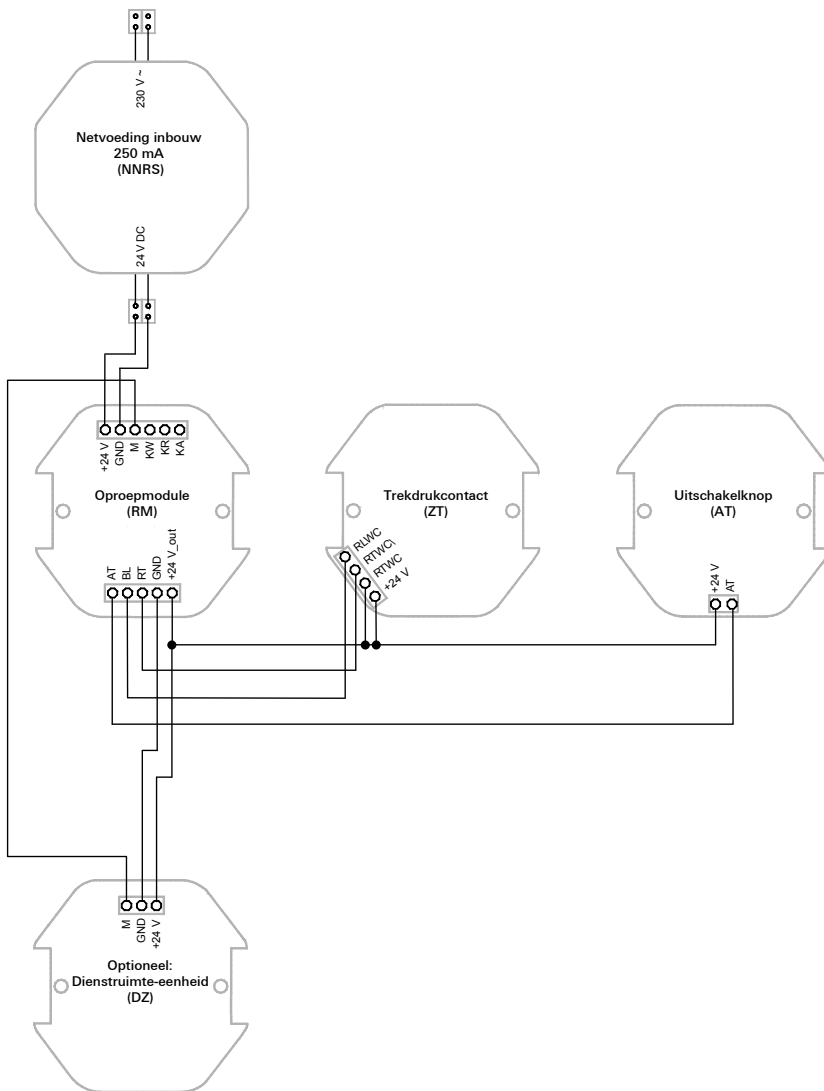 230 V ~
Netvoeding inbouw
250 mA
(NNRS)
24 V DC
+24 V
GND
M
KW
KR
KA
Oproepmodule
(RM)
AT
BL
RT
GND
+24 V_out
Trekdrukcontact
(ZT)
RLWC
RTWC\
RTWC
+24 V
Uitschakelknop
(AT)
+24 V
AT
M
GND
+24 V
Optioneel:
Dienstruimte-eenheid
(DZ)